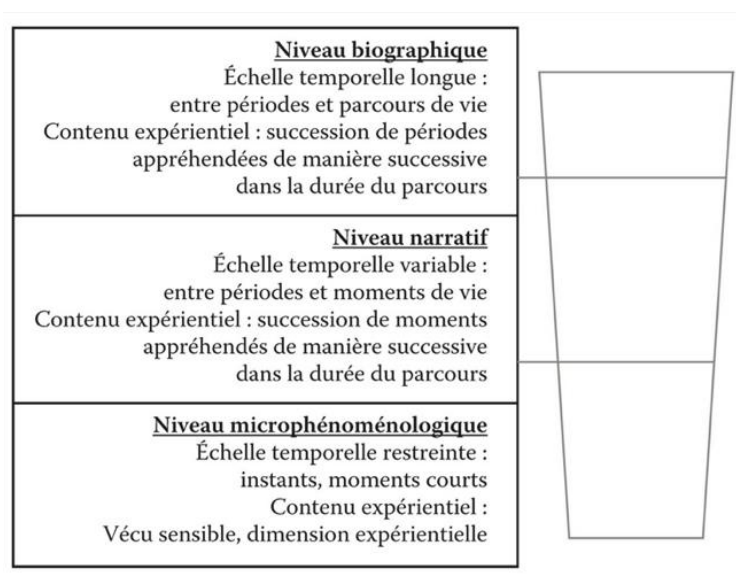 Niveau biographique
Échelle temporelle longue :
entre périodes et parcours de vie
Contenu expérientiel : succession de périodes
appréhendées de manière successive
dans la durée du parcours
Niveau narratif
Échelle temporelle variable :
entre périodes et moments de vie
Contenu expérientiel : succession de moments
appréhendés de manière successive
dans la durée du parcours
Niveau microphénoménologique
Échelle temporelle restreinte :
instants, moments courts
Contenu expérientiel :
Vécu sensible, dimension expérientielle